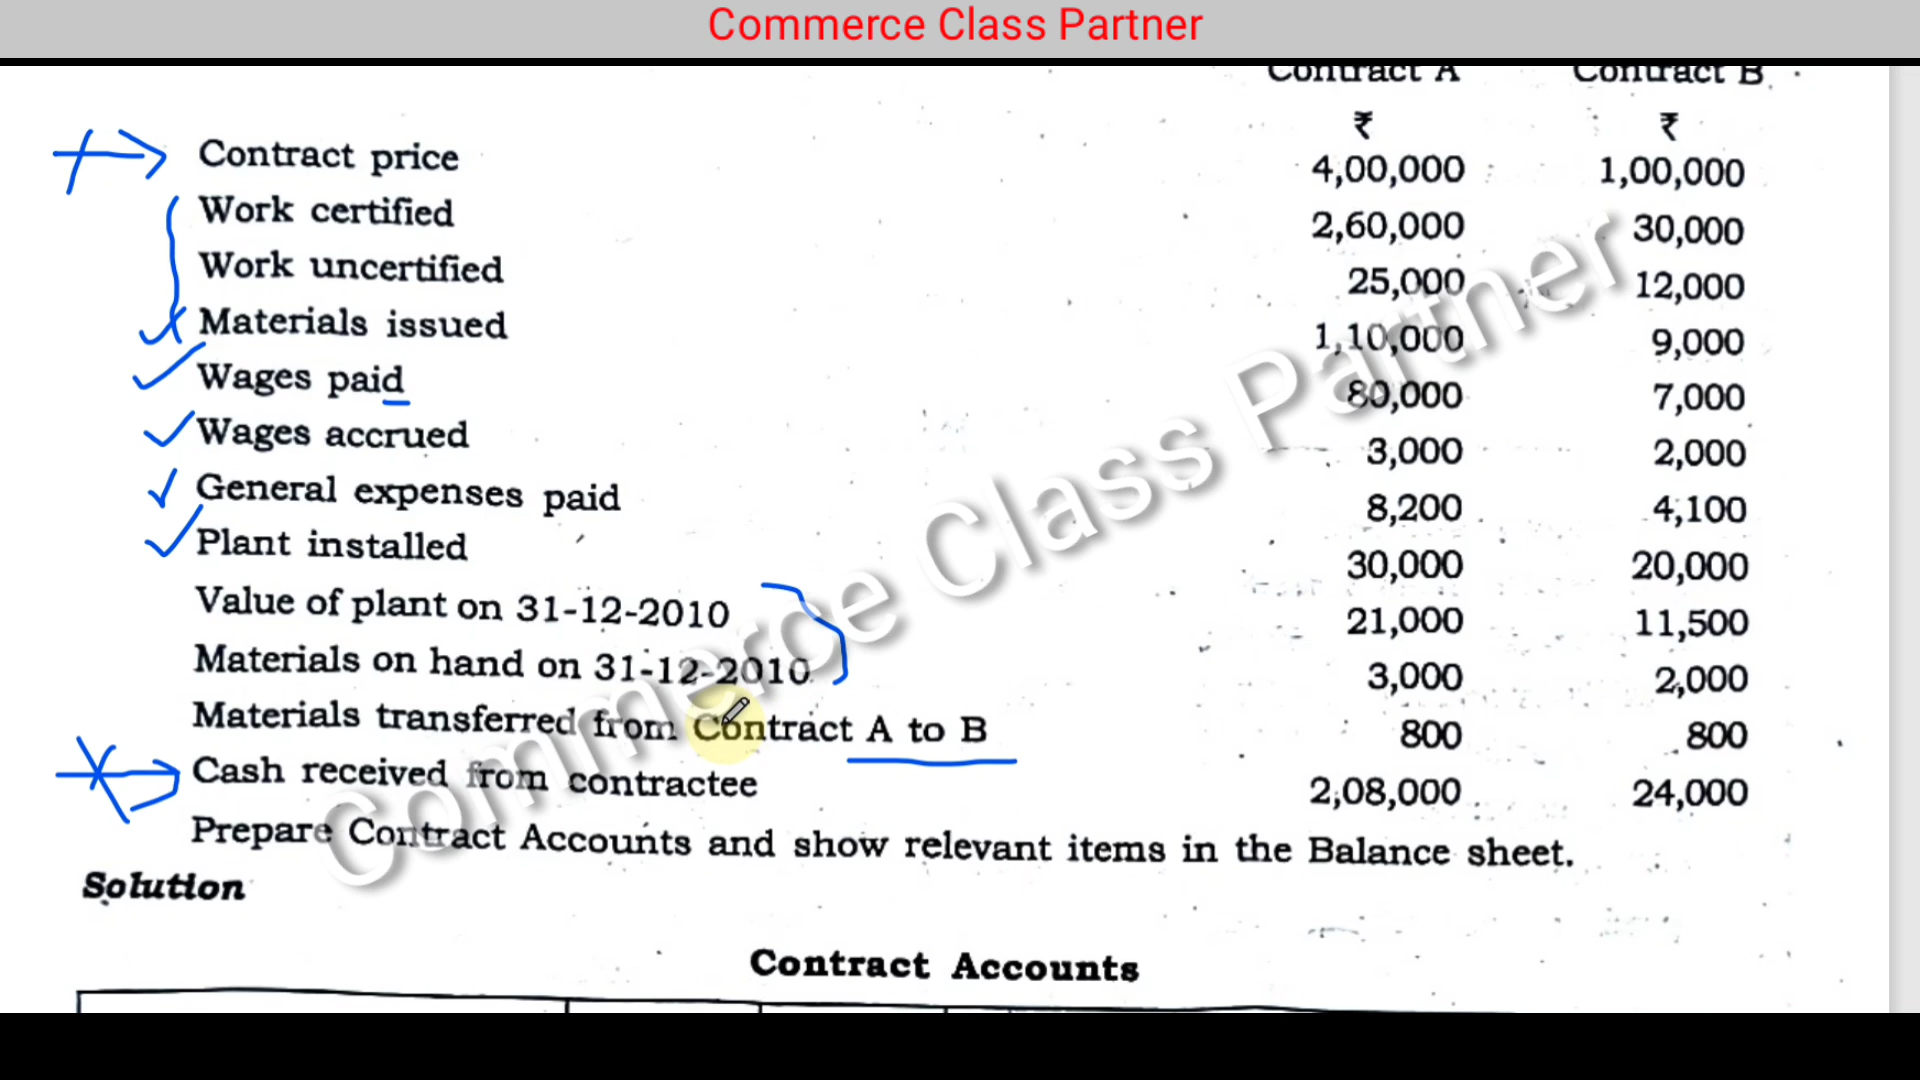 Commerce Class Partner
Contract A Contract B
₹ ₹
Contract price 4,00,000 1,00,000
Work certified 2,60,000 30,000
Work uncertified 25,000 12,000
Materials issued 1,10,000 9,000
Wages paid 80,000 7,000
Wages accrued 3,000 2,000
General expenses paid 8,200 4,100
Plant installed 30,000 20,000
Value of plant on 31-12-2010 21,000 11,500
Materials on hand on 31-12-2010 3,000 2,000
Materials transferred from Contract A to B 800 800
Cash received from contractee 2,08,000 24,000
Prepare Contract Accounts and show relevant items in the Balance sheet.
Solution
Contract Accounts
Commerce Class Partner